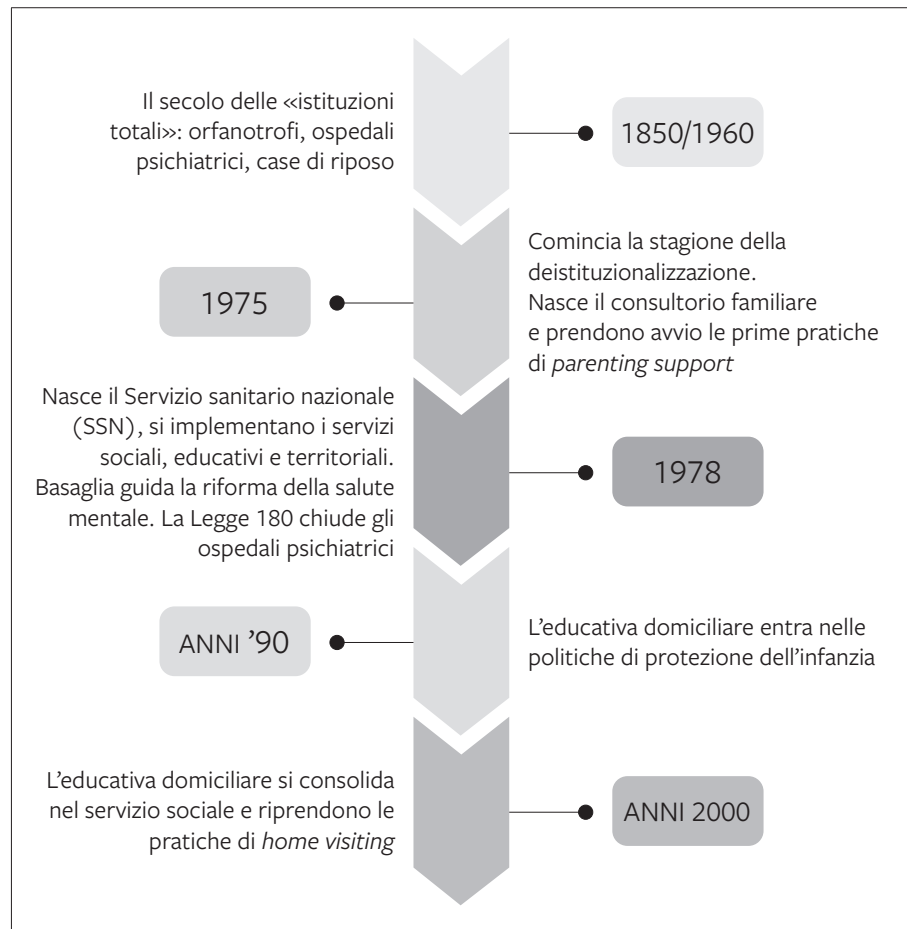 Il secolo delle «istituzioni
totali»: orfanotrofi, ospedali
psichiatrici, case di riposo
1850/1960
1975
Comincia la stagione della
deistituzionalizzazione.
Nasce il consultorio familiare
e prendono avvio le prime pratiche
di parenting support
Nasce il Servizio sanitario nazionale
(SSN), si implementano i servizi
sociali, educativi e territoriali.
Basaglia guida la riforma della salute
mentale. La Legge 180 chiude gli
ospedali psichiatrici
1978
ANNI ’90
L’educativa domiciliare entra nelle
politiche di protezione dell’infanzia
L’educativa domiciliare si consolida
nel servizio sociale e riprendono le
pratiche di home visiting
ANNI 2000